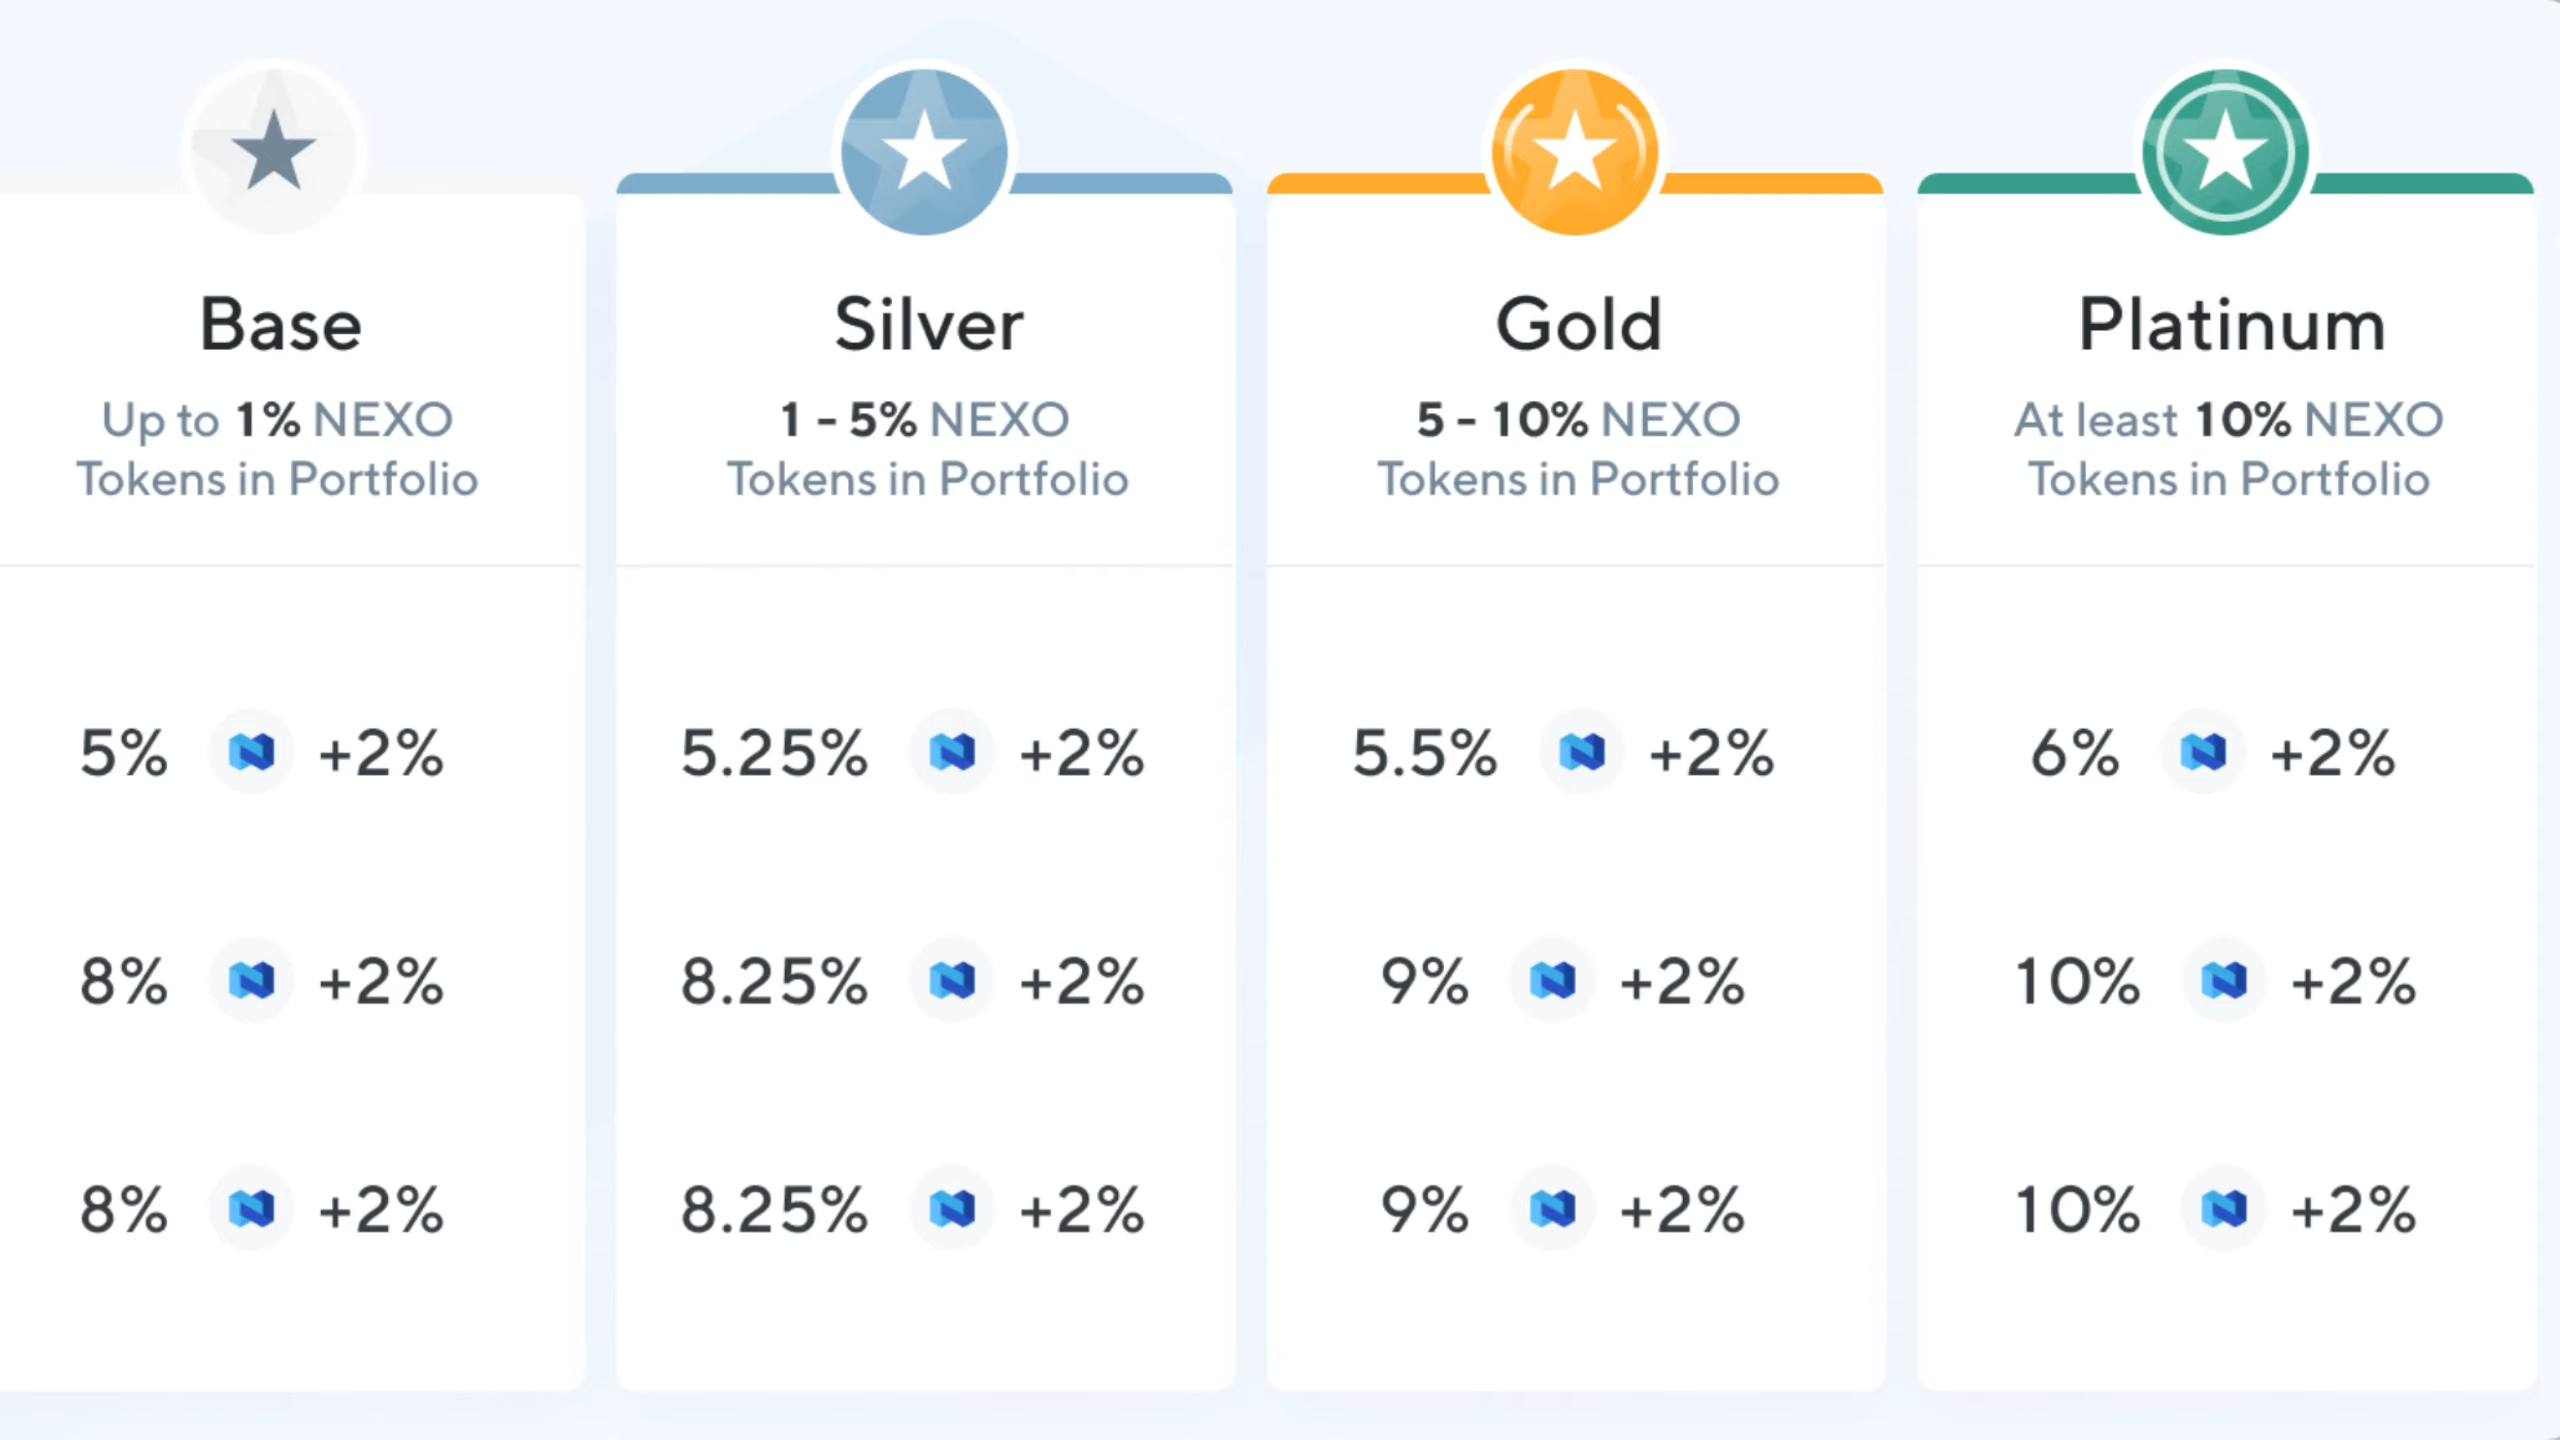 Base
Up to 1% NEXO
Tokens in Portfolio
5% +2%
8% +2%
8% +2%
Silver
1 - 5% NEXO
Tokens in Portfolio
5.25% +2%
8.25% +2%
8.25% +2%
Gold
5 - 10% NEXO
Tokens in Portfolio
5.5% +2%
9% +2%
9% +2%
Platinum
At least 10% NEXO
Tokens in Portfolio
6% +2%
10% +2%
10% +2%